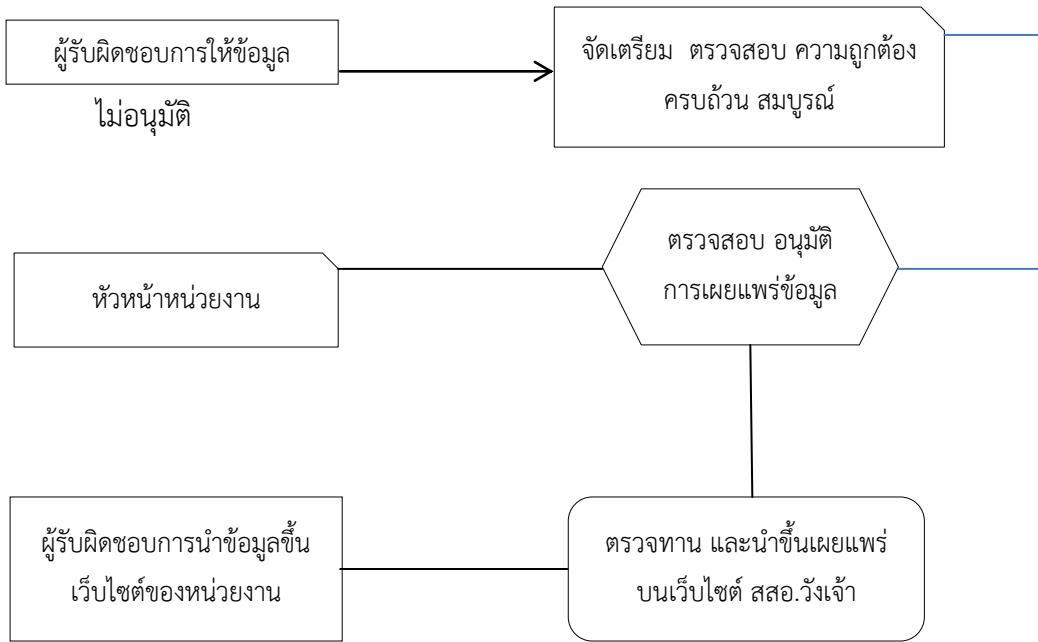 ผู้รับผิดชอบการให้ข้อมูล
ไม่อนุมัติ
จัดเตรียม ตรวจสอบ ความถูกต้อง
ครบถ้วน สมบูรณ์
หัวหน้าหน่วยงาน
ตรวจสอบ อนุมัติ
การเผยแพร่ข้อมูล
ผู้รับผิดชอบการนำข้อมูลขึ้น
เว็บไซต์ของหน่วยงาน
ตรวจทาน และนำขึ้นเผยแพร่
บนเว็บไซต์ สสอ.วังเจ้า